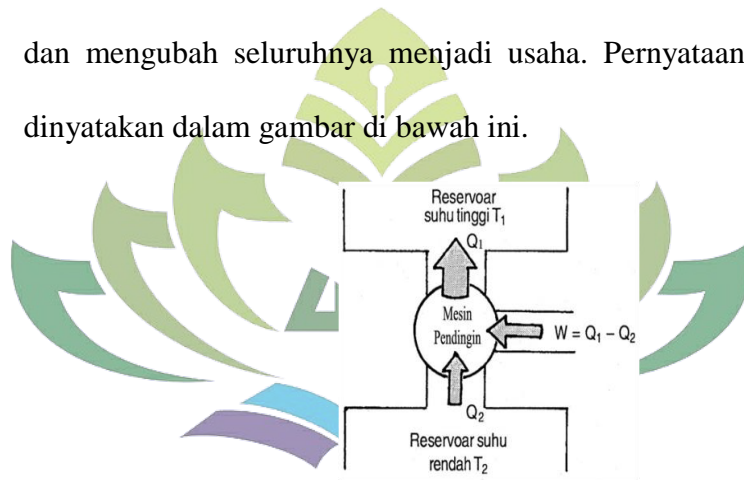 dan mengubah seluruhnya menjadi usaha. Pernyataan
dinyatakan dalam gambar di bawah ini.
Reservoar
suhu tinggi T₁
Q₁
Mesin
Pendingin
W = Q₁ – Q₂
Q₂
Reservoar suhu
rendah T₂